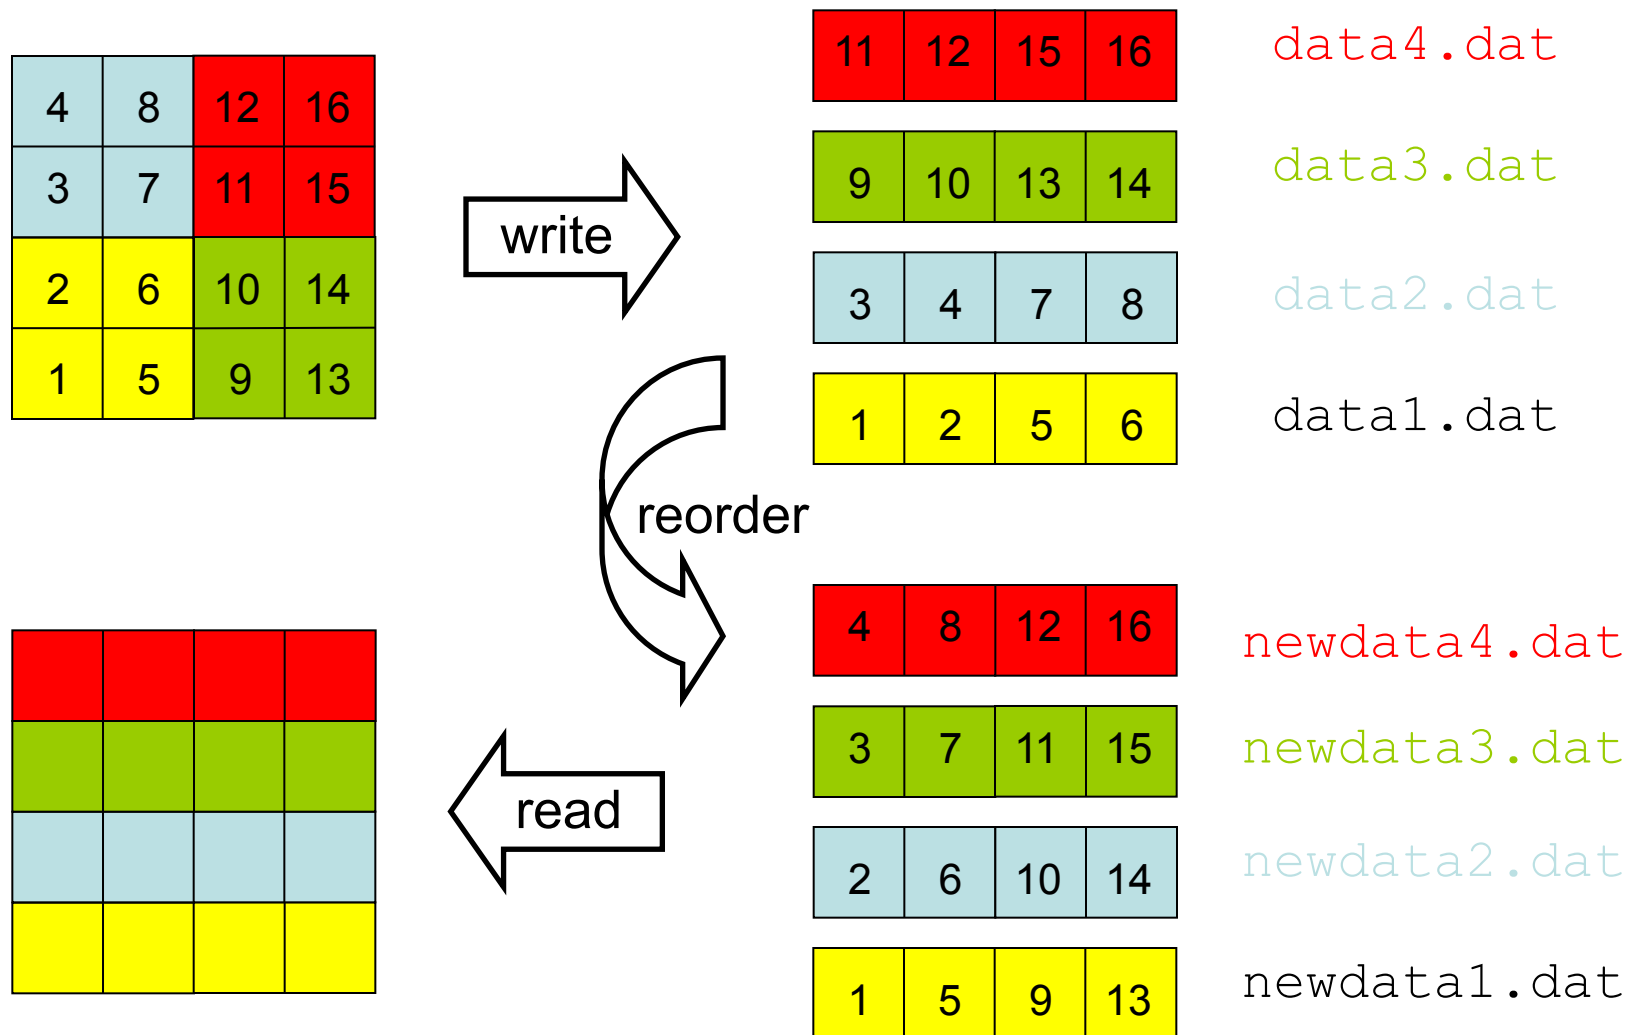 4 8 12 16
3 7 11 15
2 6 10 14
1 5 9 13
write
11 12 15 16 data4.dat
9 10 13 14 data3.dat
3 4 7 8 data2.dat
1 2 5 6 data1.dat
reorder
4 8 12 16 newdata4.dat
3 7 11 15 newdata3.dat
2 6 10 14 newdata2.dat
1 5 9 13 newdata1.dat
read